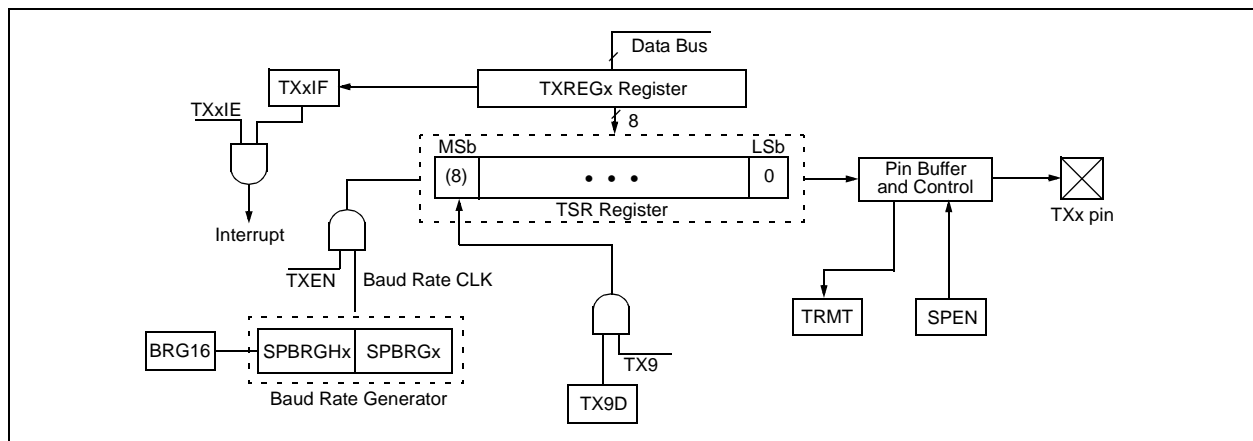 Data Bus
TXxIF
TXREGx Register
TXxIE
8
MSb
LSb
(8)
• • •
0
Pin Buffer
and Control
TSR Register
TXx pin
Interrupt
TXEN
Baud Rate CLK
TRMT
SPEN
BRG16
SPBRGHx
SPBRGx
TX9
Baud Rate Generator
TX9D